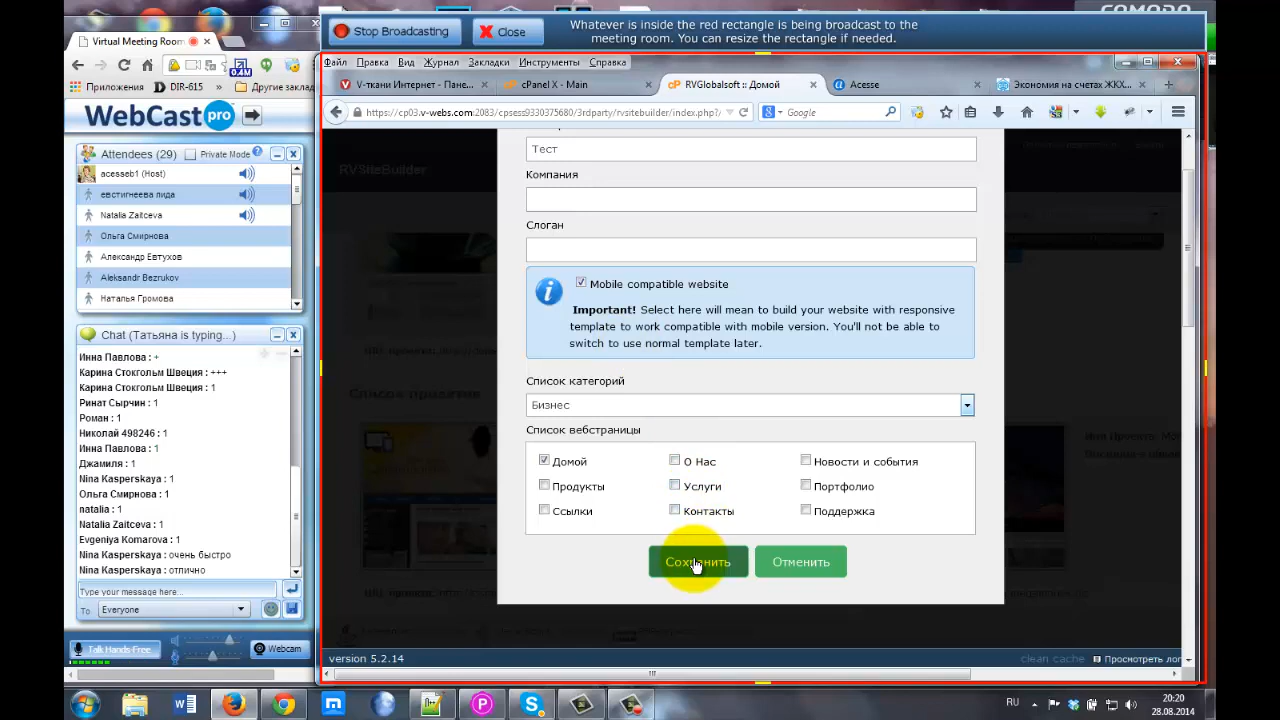 Stop Broadcasting
Close
Whatever is inside the red rectangle is being broadcast to the
meeting room. You can resize the rectangle if needed.
COMODO
Virtual Meeting Room
0.4M
Приложения
DIR-615
Другие закладки
WebCast pro
Attendees (29)
Private Mode
acesseb1 (Host)
евстигнеева лида
Natalia Zaitceva
Ольга Смирнова
Александр Евтухов
Aleksandr Bezrukov
Наталья Громова
Chat (Татьяна is typing...)
Инна Павлова : +
Карина Стокгольм Швеция : +++
Карина Стокгольм Швеция : 1
Ринат Сырчин : 1
Роман : 1
Николай 498246 : 1
Инна Павлова : 1
Джамиля : 1
Nina Kasperskaya : 1
Ольга Смирнова : 1
natalia : 1
Natalia Zaitceva : 1
Evgeniya Komarova : 1
Nina Kasperskaya : очень быстро
Nina Kasperskaya : отлично
Type your message here...
To: Everyone
Talk Hands-Free
Webcam
Файл Правка Вид Журнал Закладки Инструменты Справка
V-ткани Интернет - Пане...
cPanel X - Main
RVGlobalsoft :: Домой
Acesse
Экономия на счетах ЖКХ...
https://cp03.v-webs.com:2083/cpsess9330375680/3rdparty/rvsitebuilder/index.php?/
Google
RVSiteBuilder
Тест
Компания
Слоган
Mobile compatible website
Important! Select here will mean to build your website with responsive
template to work compatible with mobile version. You'll not be able to
switch to use normal template later.
Список категорий
Бизнес
Список вебстраницы
Домой
О Нас
Новости и события
Продукты
Услуги
Портфолио
Ссылки
Контакты
Поддержка
Сохранить
Отменить
version 5.2.14
clean cache
Просмотреть лог
RU
20:20
28.08.2014